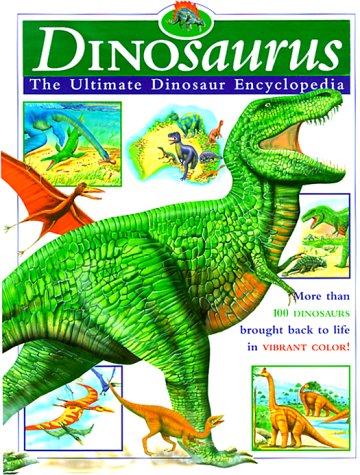 DINOSAURUS
The Ultimate Dinosaur Encyclopedia
More than
100 DINOSAURS
brought back to life
in VIBRANT COLOR!